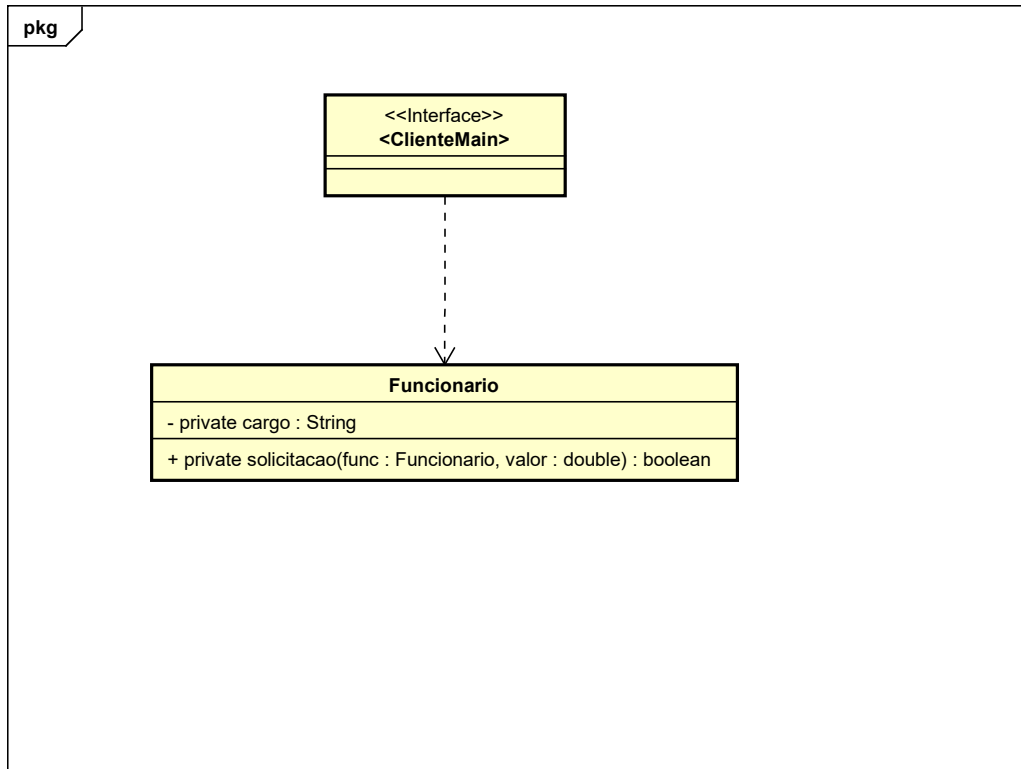 pkg
<<Interface>>
<ClienteMain>
Funcionario
- private cargo : String
+ private solicitacao(func : Funcionario, valor : double) : boolean